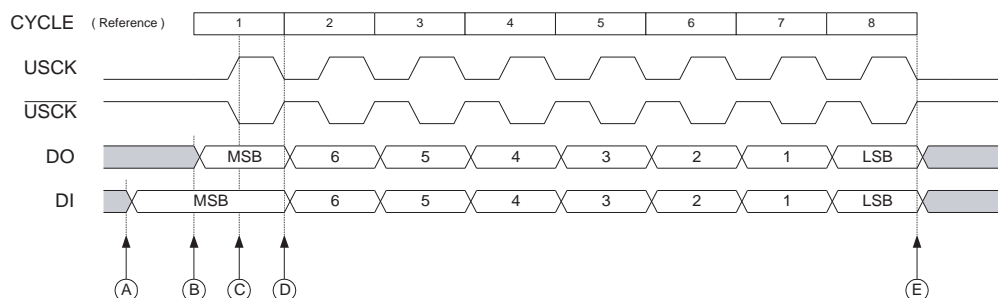 CYCLE ( Reference ) 1 2 3 4 5 6 7 8
USCK
USCK
DO MSB 6 5 4 3 2 1 LSB
DI MSB 6 5 4 3 2 1 LSB
A B C D E